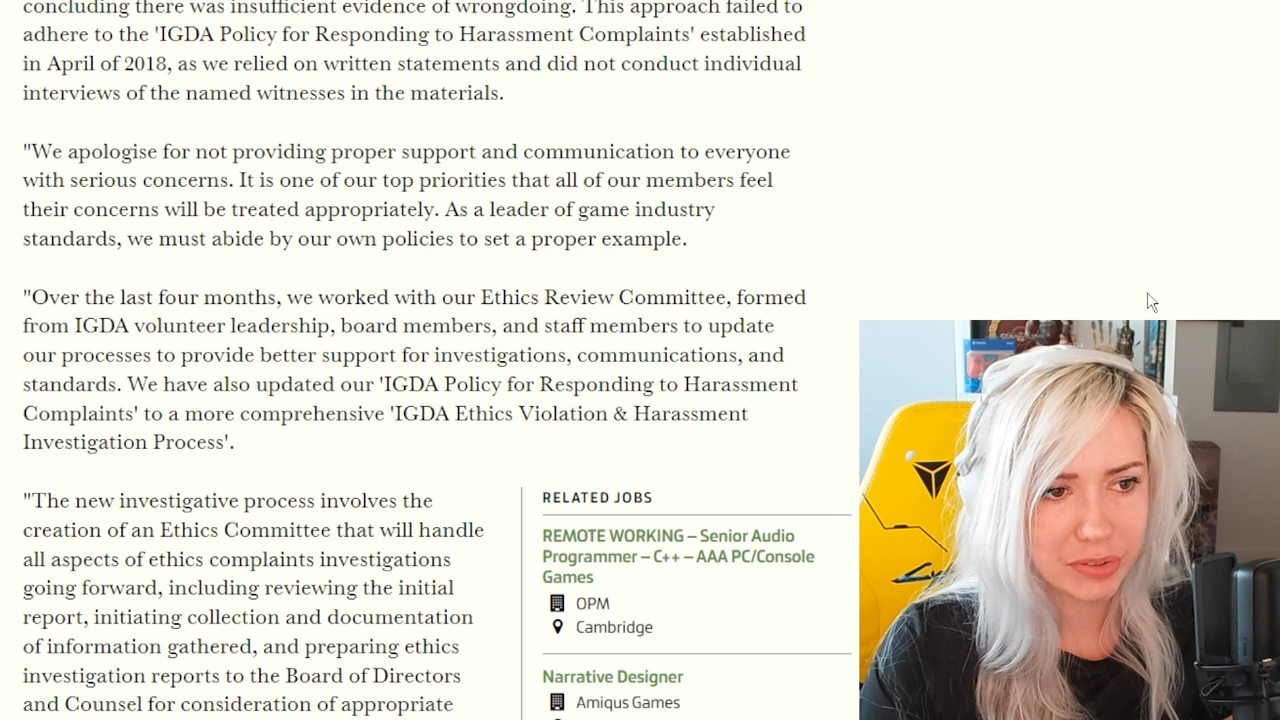 concluding there was insufficient evidence of wrongdoing. This approach failed to
adhere to the 'IGDA Policy for Responding to Harassment Complaints' established
in April of 2018, as we relied on written statements and did not conduct individual
interviews of the named witnesses in the materials.
"We apologise for not providing proper support and communication to everyone
with serious concerns. It is one of our top priorities that all of our members feel
their concerns will be treated appropriately. As a leader of game industry
standards, we must abide by our own policies to set a proper example.
"Over the last four months, we worked with our Ethics Review Committee, formed
from IGDA volunteer leadership, board members, and staff members to update
our processes to provide better support for investigations, communications, and
standards. We have also updated our 'IGDA Policy for Responding to Harassment
Complaints' to a more comprehensive 'IGDA Ethics Violation & Harassment
Investigation Process'.
"The new investigative process involves the
creation of an Ethics Committee that will handle
all aspects of ethics complaints investigations
going forward, including reviewing the initial
report, initiating collection and documentation
of information gathered, and preparing ethics
investigation reports to the Board of Directors
and Counsel for consideration of appropriate
RELATED JOBS
REMOTE WORKING – Senior Audio
Programmer – C++ – AAA PC/Console
Games
OPM
Cambridge
Narrative Designer
Amiqus Games